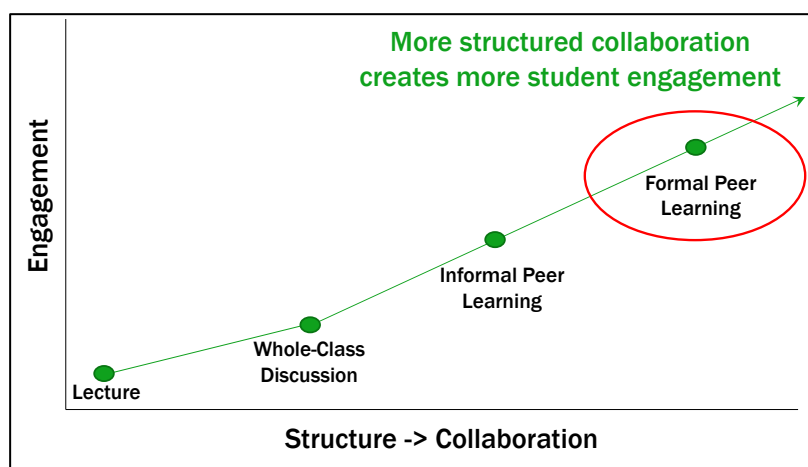 More structured collaboration
creates more student engagement
Engagement
Formal Peer
Learning
Informal Peer
Learning
Whole-Class
Discussion
Lecture
Structure -> Collaboration